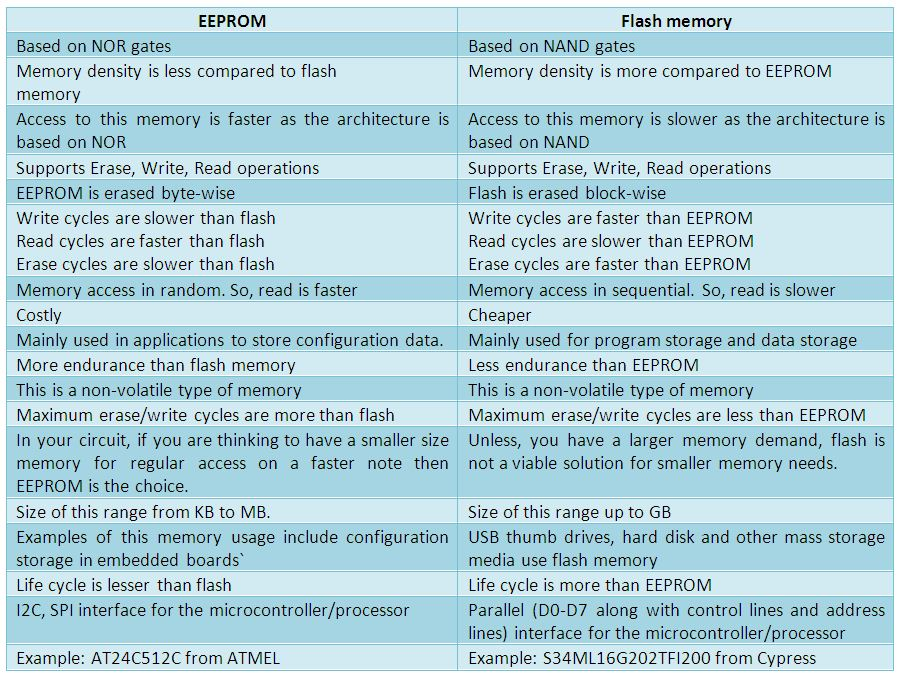 EEPROM
Flash memory
Based on NOR gates
Based on NAND gates
Memory density is less compared to flash
memory
Memory density is more compared to EEPROM
Access to this memory is faster as the architecture is
based on NOR
Access to this memory is slower as the architecture is
based on NAND
Supports Erase, Write, Read operations
Supports Erase, Write, Read operations
EEPROM is erased byte-wise
Flash is erased block-wise
Write cycles are slower than flash
Read cycles are faster than flash
Erase cycles are slower than flash
Write cycles are faster than EEPROM
Read cycles are slower than EEPROM
Erase cycles are faster than EEPROM
Memory access in random. So, read is faster
Memory access in sequential. So, read is slower
Costly
Cheaper
Mainly used in applications to store configuration data.
Mainly used for program storage and data storage
More endurance than flash memory
Less endurance than EEPROM
This is a non-volatile type of memory
This is a non-volatile type of memory
Maximum erase/write cycles are more than flash
Maximum erase/write cycles are less than EEPROM
In your circuit, if you are thinking to have a smaller size
memory for regular access on a faster note then
EEPROM is the choice.
Unless, you have a larger memory demand, flash is
not a viable solution for smaller memory needs.
Size of this range from KB to MB.
Size of this range up to GB
Examples of this memory usage include configuration
storage in embedded boards`
USB thumb drives, hard disk and other mass storage
media use flash memory
Life cycle is lesser than flash
Life cycle is more than EEPROM
I2C, SPI interface for the microcontroller/processor
Parallel (D0-D7 along with control lines and address
lines) interface for the microcontroller/processor
Example: AT24C512C from ATMEL
Example: S34ML16G202TFI200 from Cypress